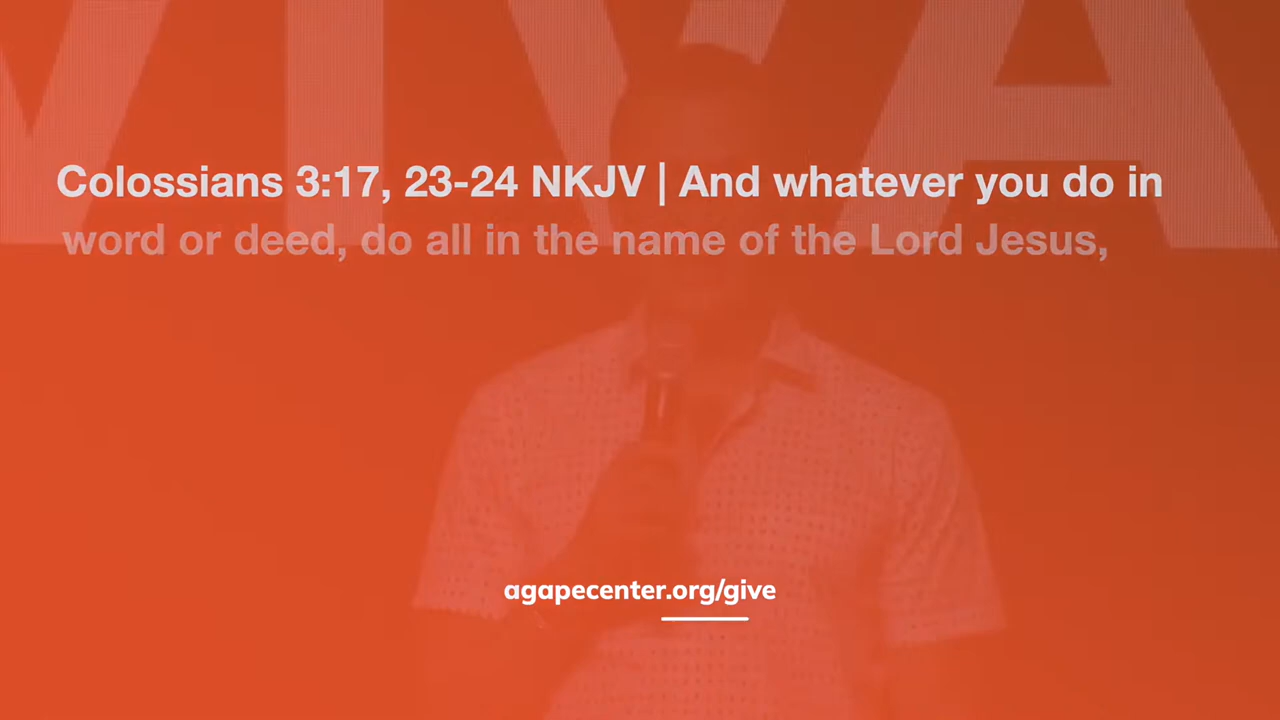 VIVA
Colossians 3:17, 23-24 NKJV | And whatever you do in
word or deed, do all in the name of the Lord Jesus,
agapecenter.org/give